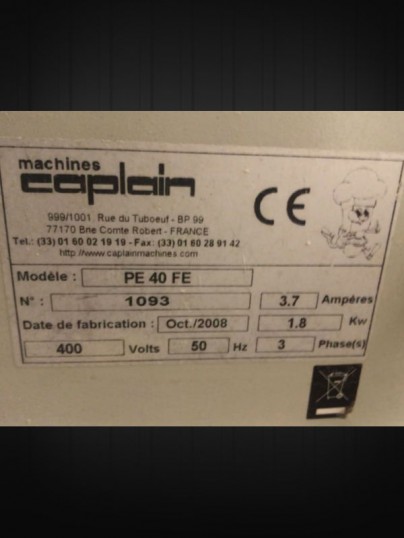 machines
caplain
CE
999/1001, Rue du Tuboeuf - BP 99
77170 Brie Comte Robert - FRANCE
Tel.: (33) 01 60 02 19 19 - Fax: (33) 01 60 28 91 42
http://www.caplainmachines.com
Modèle : PE 40 FE
N° : 1093 3.7 Ampères
Date de fabrication : Oct./2008 1.8 Kw
400 Volts 50 Hz 3 Phase(s)